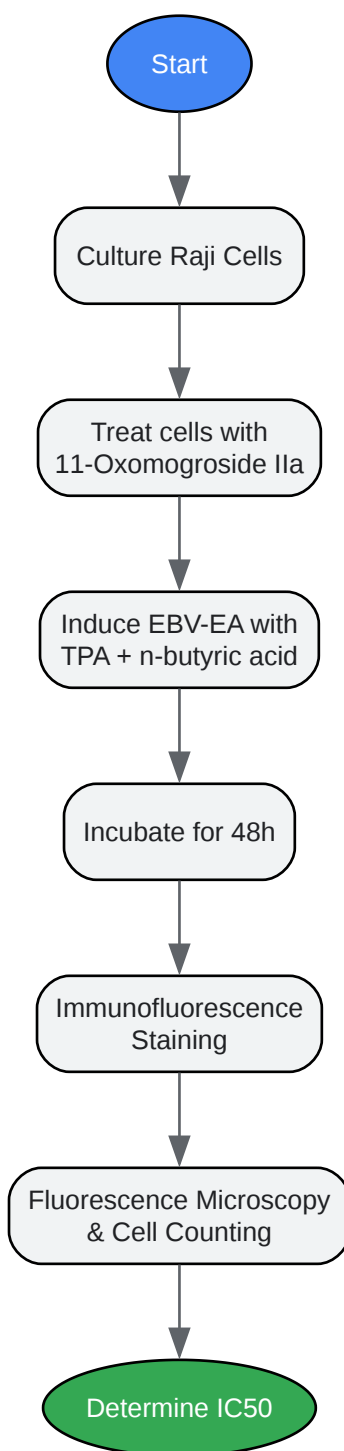 Start
Culture Raji Cells
Treat cells with
11-Oxomogroside IIa
Induce EBV-EA with
TPA + n-butyric acid
Incubate for 48h
Immunofluorescence
Staining
Fluorescence Microscopy
& Cell Counting
Determine IC50